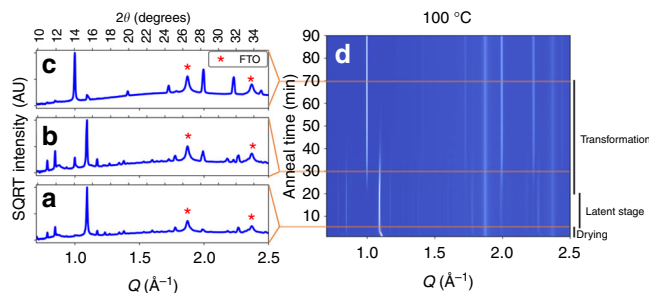 2θ (degrees)
10 12 14 16 18 20 22 24 26 28 30 32 34
100 °C
c
* FTO
*
*
b
*
*
a
*
*
SQRT intensity (AU)
1.0 1.5 2.0 2.5
Q (Å⁻¹)
d
90
80
70
60
50
40
30
20
10
Anneal time (min)
1.0 1.5 2.0 2.5
Q (Å⁻¹)
Transformation
Latent stage
Drying